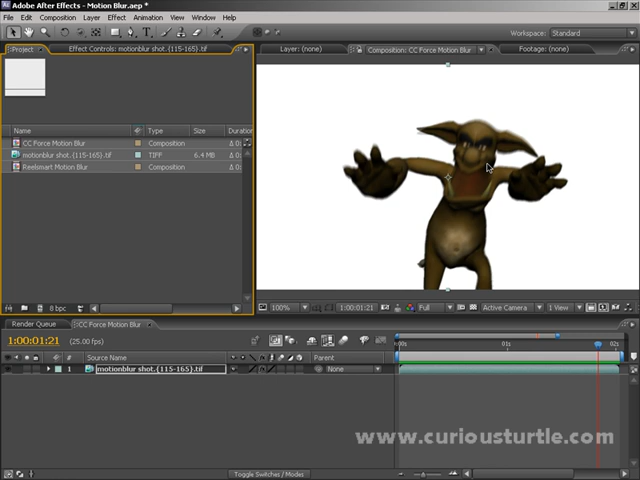 Adobe After Effects - Motion Blur.aep *
File Edit Composition Layer Effect Animation View Window Help
Workspace: Standard
Project Effect Controls: motionblur shot.{115-165}.tif
Layer: (none) Composition: CC Force Motion Blur Footage: (none)
Name Type Size Duration
CC Force Motion Blur Composition Δ 0:
motionblur shot.{115-165}.tif TIFF 6.4 MB Δ 0:
Reelsmart Motion Blur Composition Δ 0:
8 bpc
100% 1:00:01:21 Full Active Camera 1 View
Render Queue CC Force Motion Blur
1:00:01:21 (25.00 fps)
# Source Name Parent
1 motionblur shot.{115-165}.tif None
:00s 01s 02s
www.curiousturtle.com
Toggle Switches / Modes